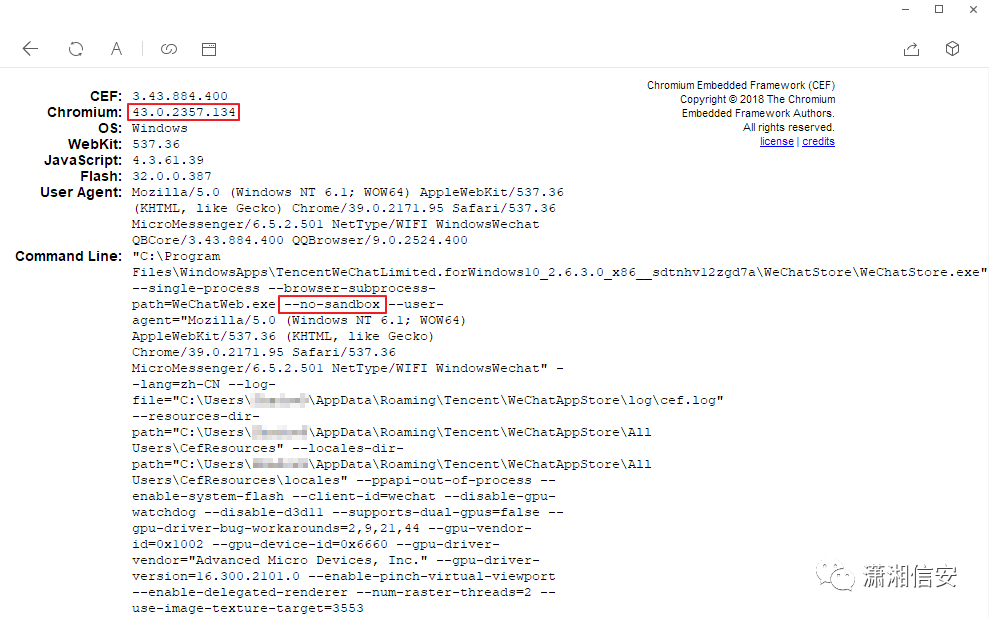 CEF: 3.43.884.400
Chromium: 43.0.2357.134
OS: Windows
WebKit: 537.36
JavaScript: 4.3.61.39
Flash: 32.0.0.387
User Agent: Mozilla/5.0 (Windows NT 6.1; WOW64) AppleWebKit/537.36
(KHTML, like Gecko) Chrome/39.0.2171.95 Safari/537.36
MicroMessenger/6.5.2.501 NetType/WIFI WindowsWechat
QBCore/3.43.884.400 QQBrowser/9.0.2524.400
Command Line: "C:\Program
Files\WindowsApps\TencentWeChatLimited.forWindows10_2.6.3.0_x86__sdtnhv12zgd7a\WeChatStore\WeChatStore.exe"
--single-process --browser-subprocess-
path=WeChatWeb.exe --no-sandbox --user-
agent="Mozilla/5.0 (Windows NT 6.1; WOW64)
AppleWebKit/537.36 (KHTML, like Gecko)
Chrome/39.0.2171.95 Safari/537.36
MicroMessenger/6.5.2.501 NetType/WIFI WindowsWechat" -
-lang=zh-CN --log-
file="C:\Users\ \AppData\Roaming\Tencent\WeChatAppStore\log\cef.log"
--resources-dir-
path="C:\Users\ \AppData\Roaming\Tencent\WeChatAppStore\All
Users\CefResources" --locales-dir-
path="C:\Users\ \AppData\Roaming\Tencent\WeChatAppStore\All
Users\CefResources\locales" --ppapi-out-of-process --
enable-system-flash --client-id=wechat --disable-gpu-
watchdog --disable-d3d11 --supports-dual-gpus=false --
gpu-driver-bug-workarounds=2,9,21,44 --gpu-vendor-
id=0x1002 --gpu-device-id=0x6660 --gpu-driver-
vendor="Advanced Micro Devices, Inc." --gpu-driver-
version=16.300.2101.0 --enable-pinch-virtual-viewport
--enable-delegated-renderer --num-raster-threads=2 --
use-image-texture-target=3553
Chromium Embedded Framework (CEF)
Copyright © 2018 The Chromium
Embedded Framework Authors.
All rights reserved.
license | credits
潇湘信安